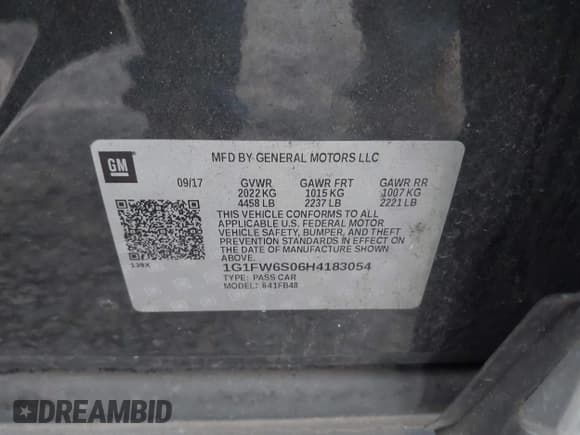 GM
MFD BY GENERAL MOTORS LLC
09/17 GVWR GAWR FRT GAWR RR
2022 KG 1015 KG 1007 KG
4458 LB 2237 LB 2221 LB
THIS VEHICLE CONFORMS TO ALL
APPLICABLE U.S. FEDERAL MOTOR
VEHICLE SAFETY, BUMPER, AND THEFT
PREVENTION STANDARDS IN EFFECT ON
THE DATE OF MANUFACTURE SHOWN
ABOVE.
1G1FW6S06H4183054
TYPE: PASS CAR
MODEL: 641FB48
DREAMBID